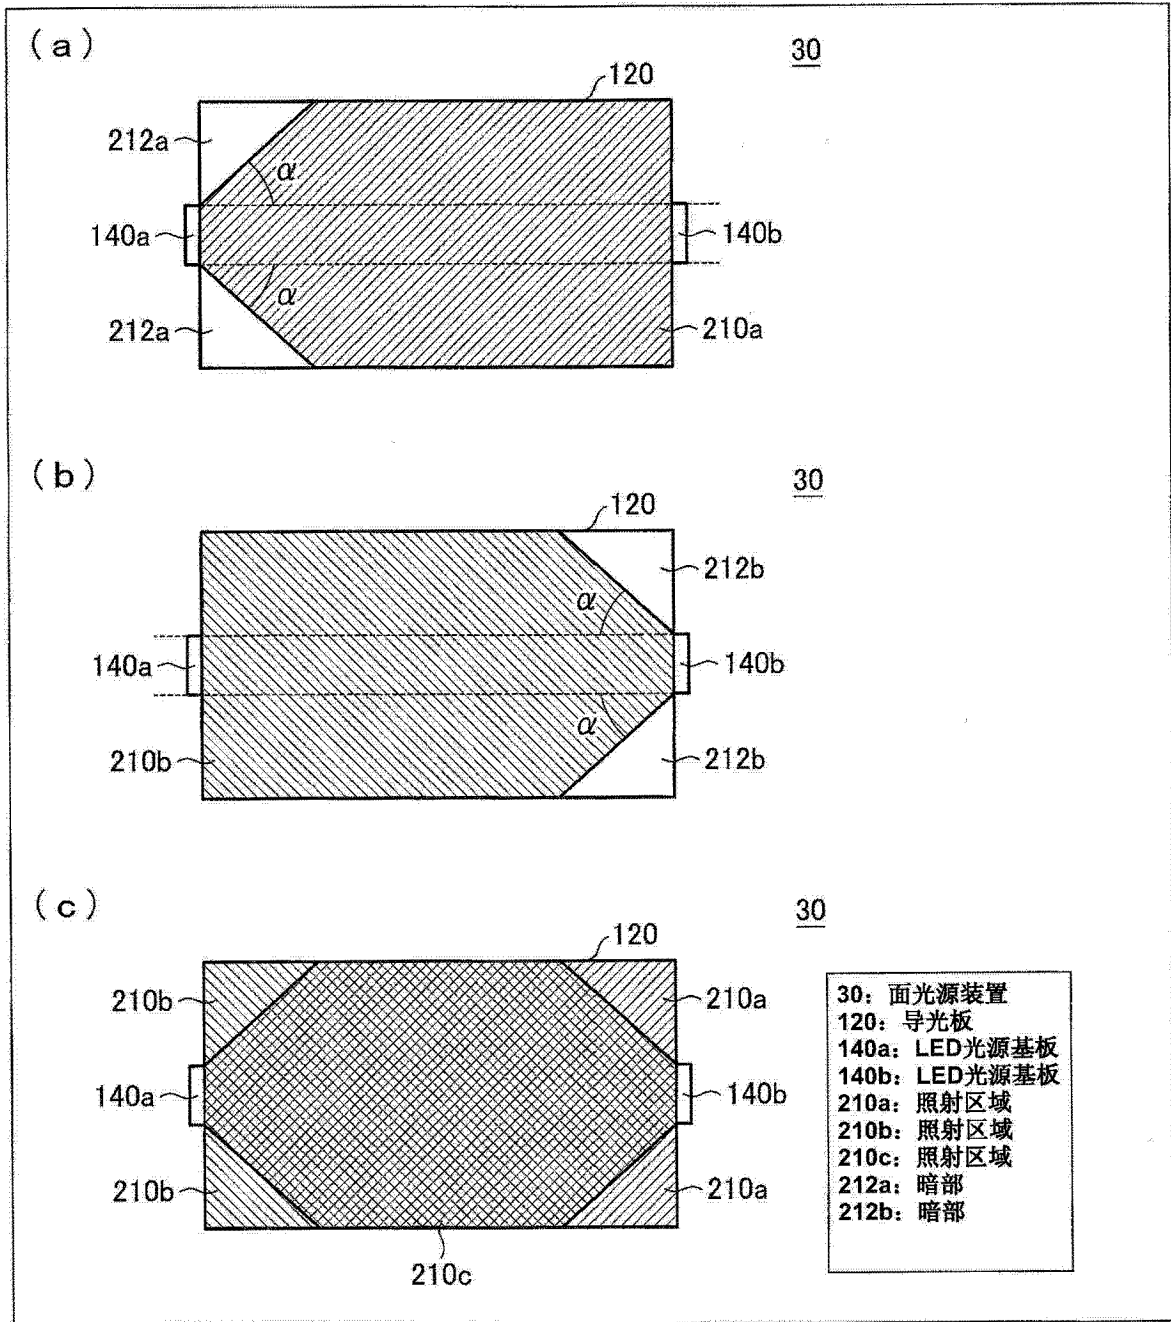 (a)
30
120
212a
α
140a
140b
α
212a
210a
(b)
30
120
212b
α
140a
140b
α
210b
212b
(c)
30
120
210b
210a
140a
140b
210b
210a
210c
30：面光源装置
120：导光板
140a：LED光源基板
140b：LED光源基板
210a：照射区域
210b：照射区域
210c：照射区域
212a：暗部
212b：暗部